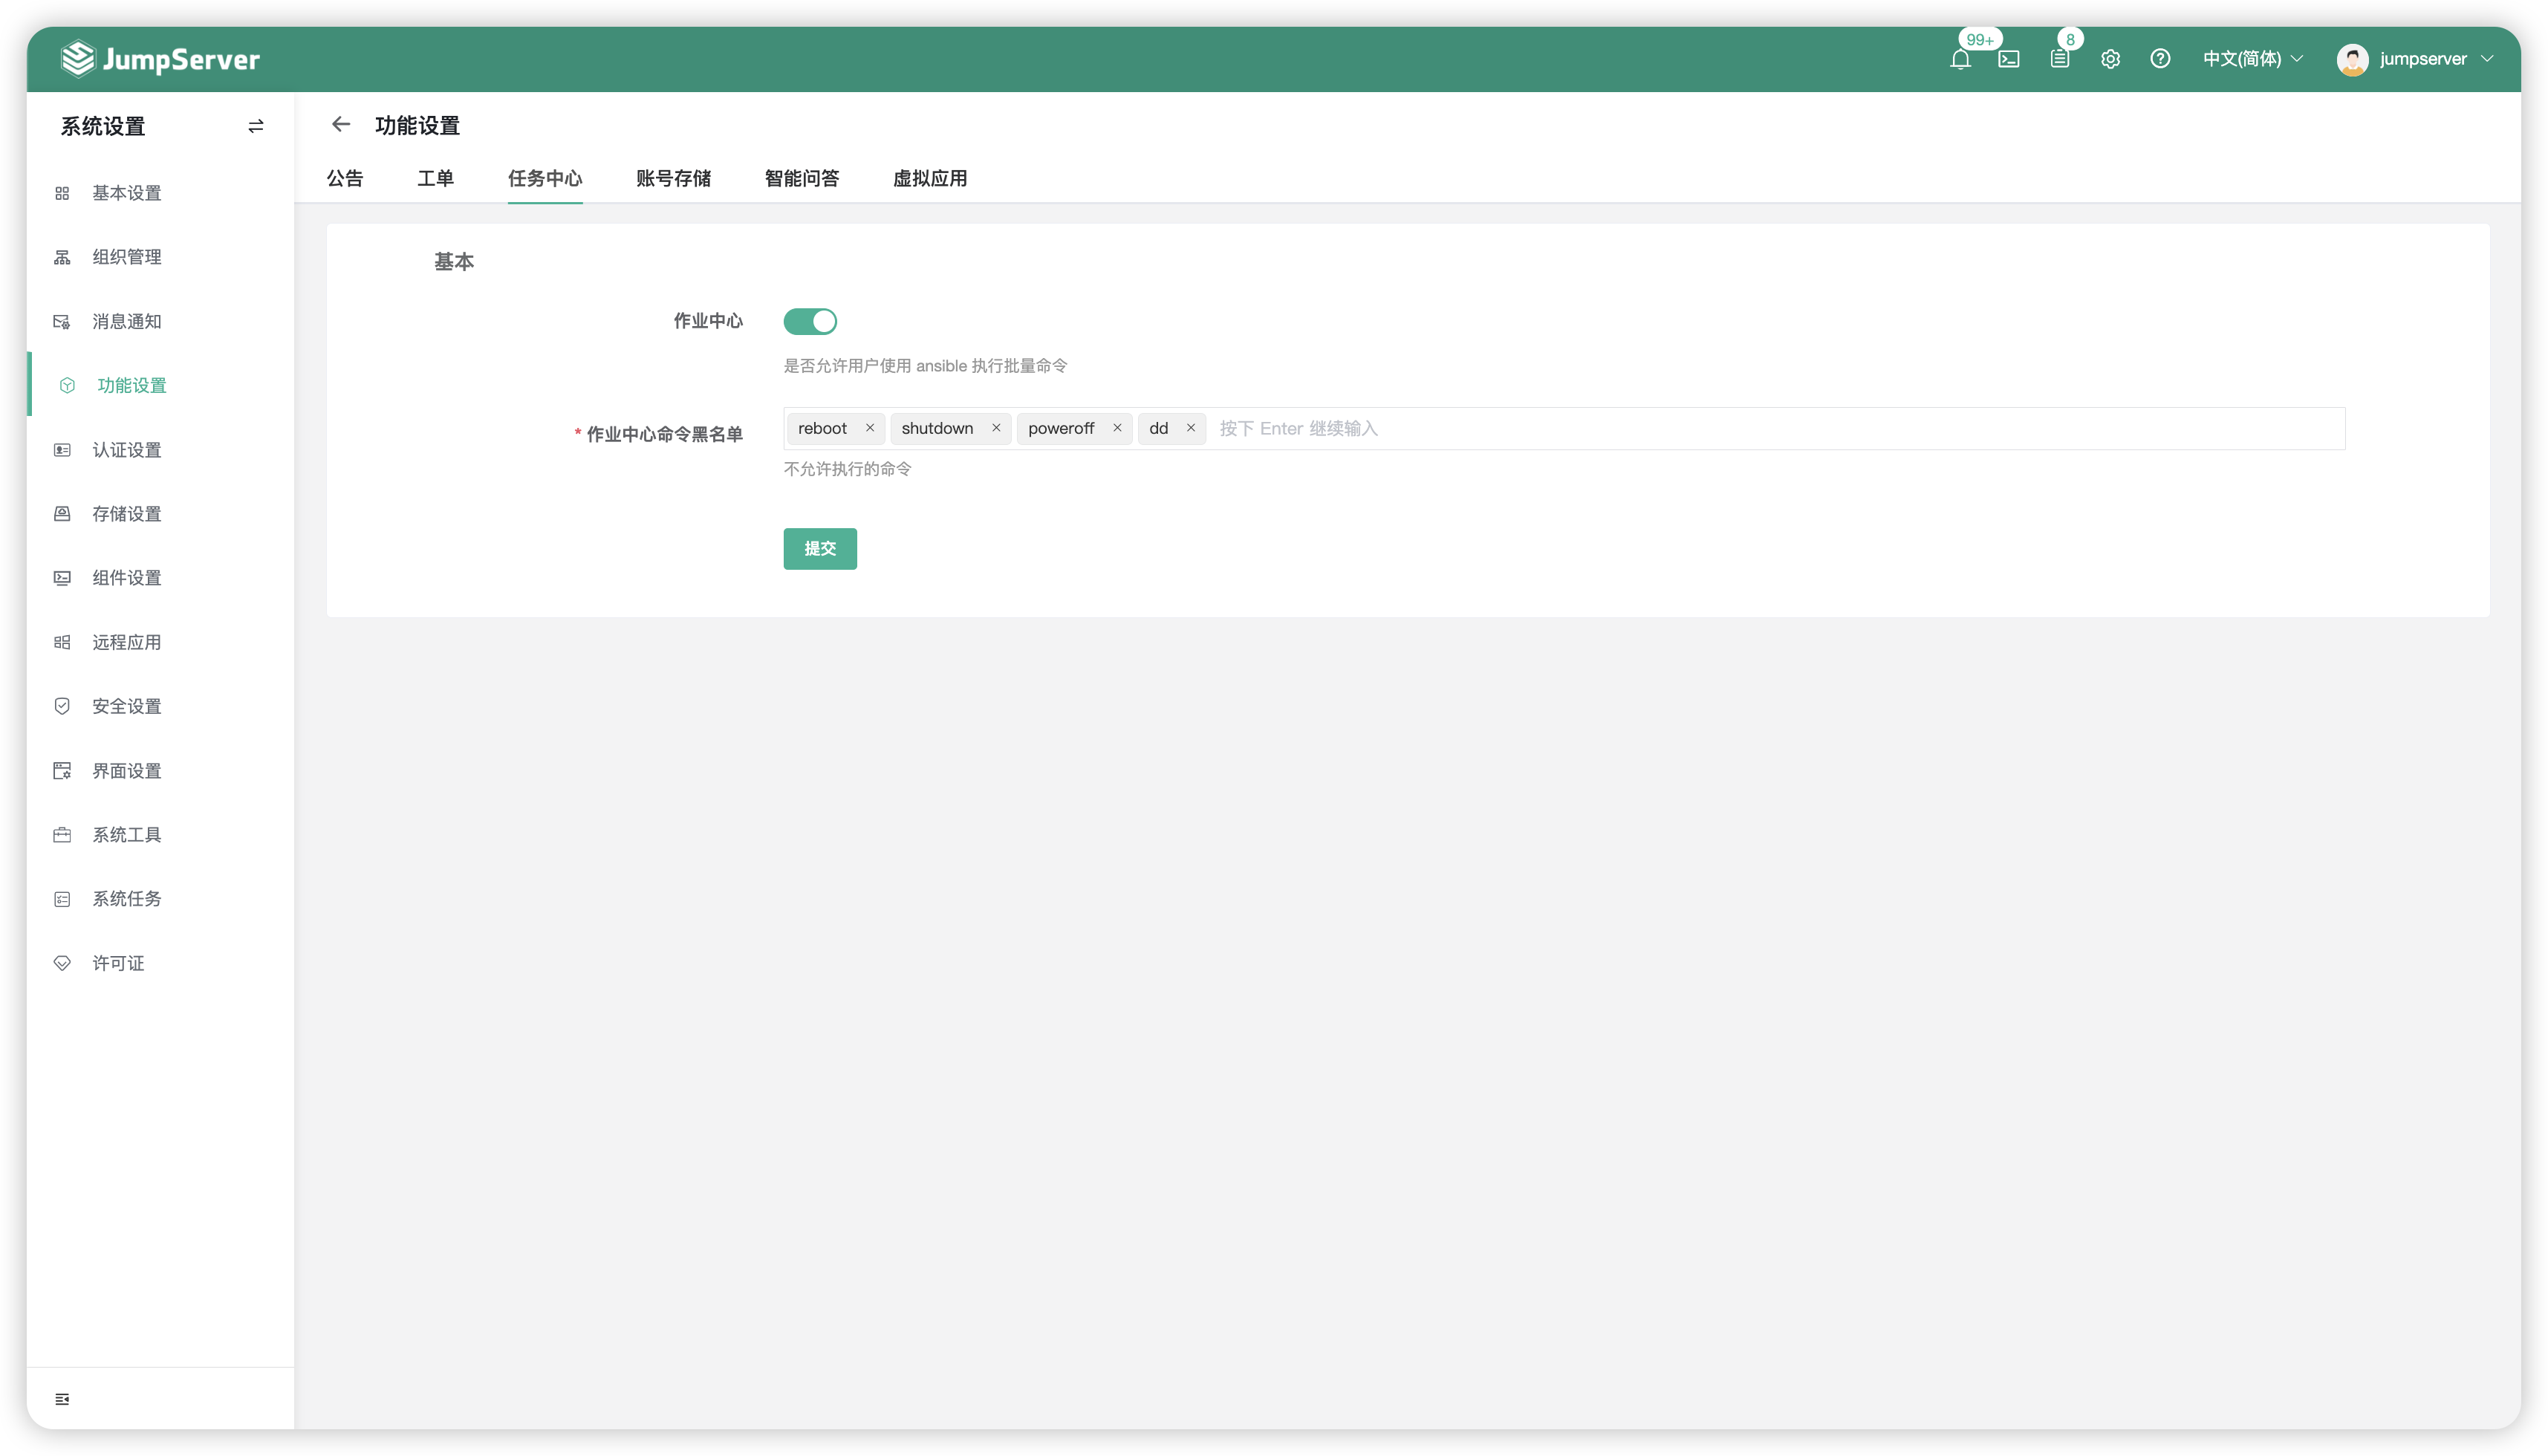 JumpServer
99+
8
中文(简体)
jumpserver
系统设置
基本设置
组织管理
消息通知
功能设置
认证设置
存储设置
组件设置
远程应用
安全设置
界面设置
系统工具
系统任务
许可证
功能设置
公告 工单 任务中心 账号存储 智能问答 虚拟应用
基本
作业中心
是否允许用户使用 ansible 执行批量命令
* 作业中心命令黑名单 reboot × shutdown × poweroff × dd × 按下 Enter 继续输入
不允许执行的命令
提交